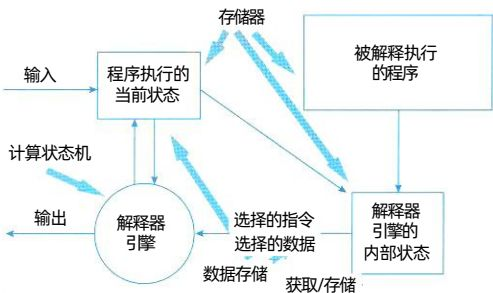 存储器
输入
程序执行的
当前状态
被解释执行
的程序
计算状态机
输出
解释器
引擎
选择的指令
选择的数据
解释器
引擎的
内部状态
数据存储
获取/存储